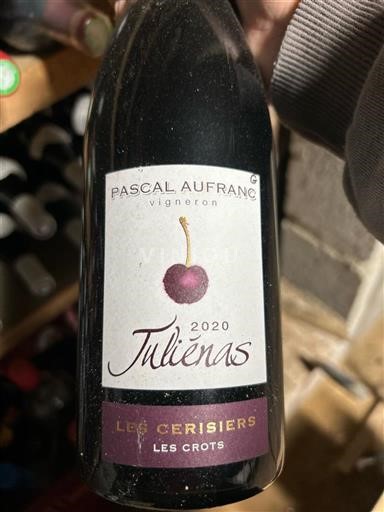 PASCAL AUFRANC
vigneron
2020
Juliénas
LES CERISIERS
LES CROTS